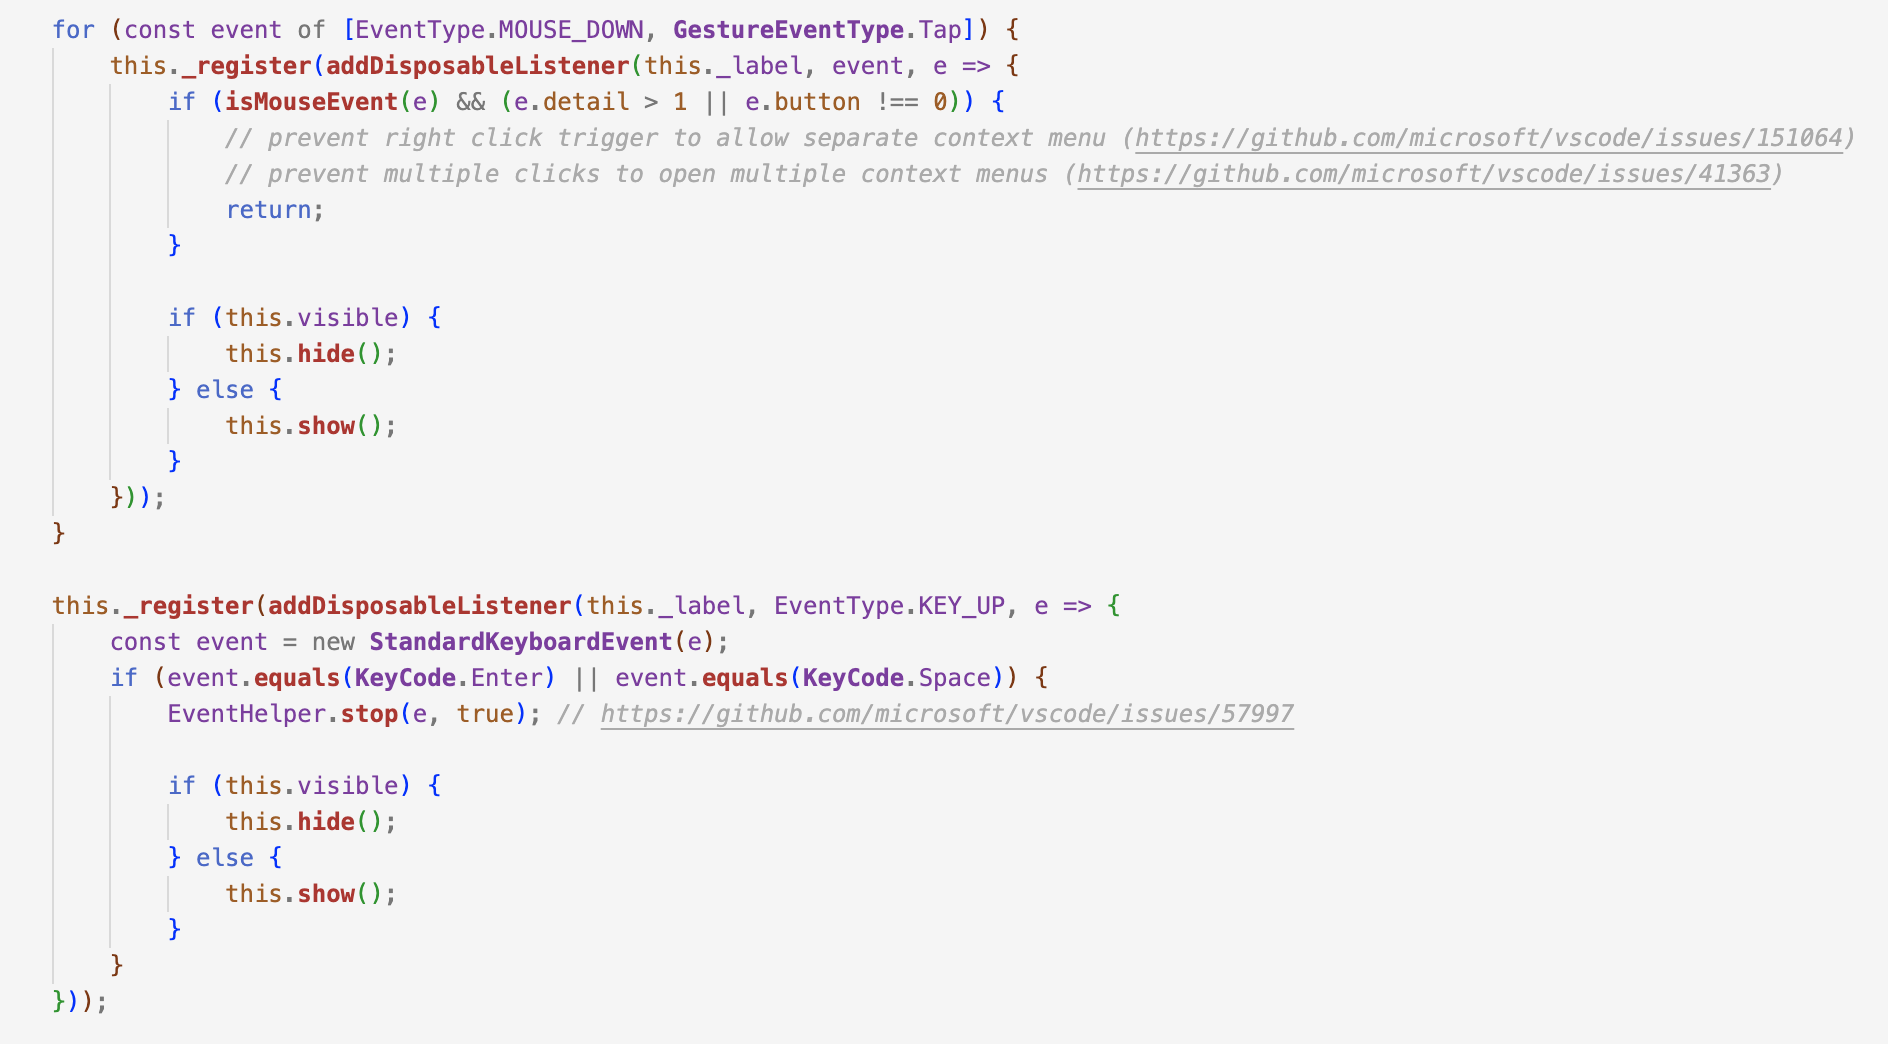 for (const event of [EventType.MOUSE_DOWN, GestureEventType.Tap]) {
    this._register(addDisposableListener(this._label, event, e => {
        if (isMouseEvent(e) && (e.detail > 1 || e.button !== 0)) {
            // prevent right click trigger to allow separate context menu (https://github.com/microsoft/vscode/issues/151064)
            // prevent multiple clicks to open multiple context menus (https://github.com/microsoft/vscode/issues/41363)
            return;
        }

        if (this.visible) {
            this.hide();
        } else {
            this.show();
        }
    }));
}

this._register(addDisposableListener(this._label, EventType.KEY_UP, e => {
    const event = new StandardKeyboardEvent(e);
    if (event.equals(KeyCode.Enter) || event.equals(KeyCode.Space)) {
        EventHelper.stop(e, true); // https://github.com/microsoft/vscode/issues/57997

        if (this.visible) {
            this.hide();
        } else {
            this.show();
        }
    }
}));